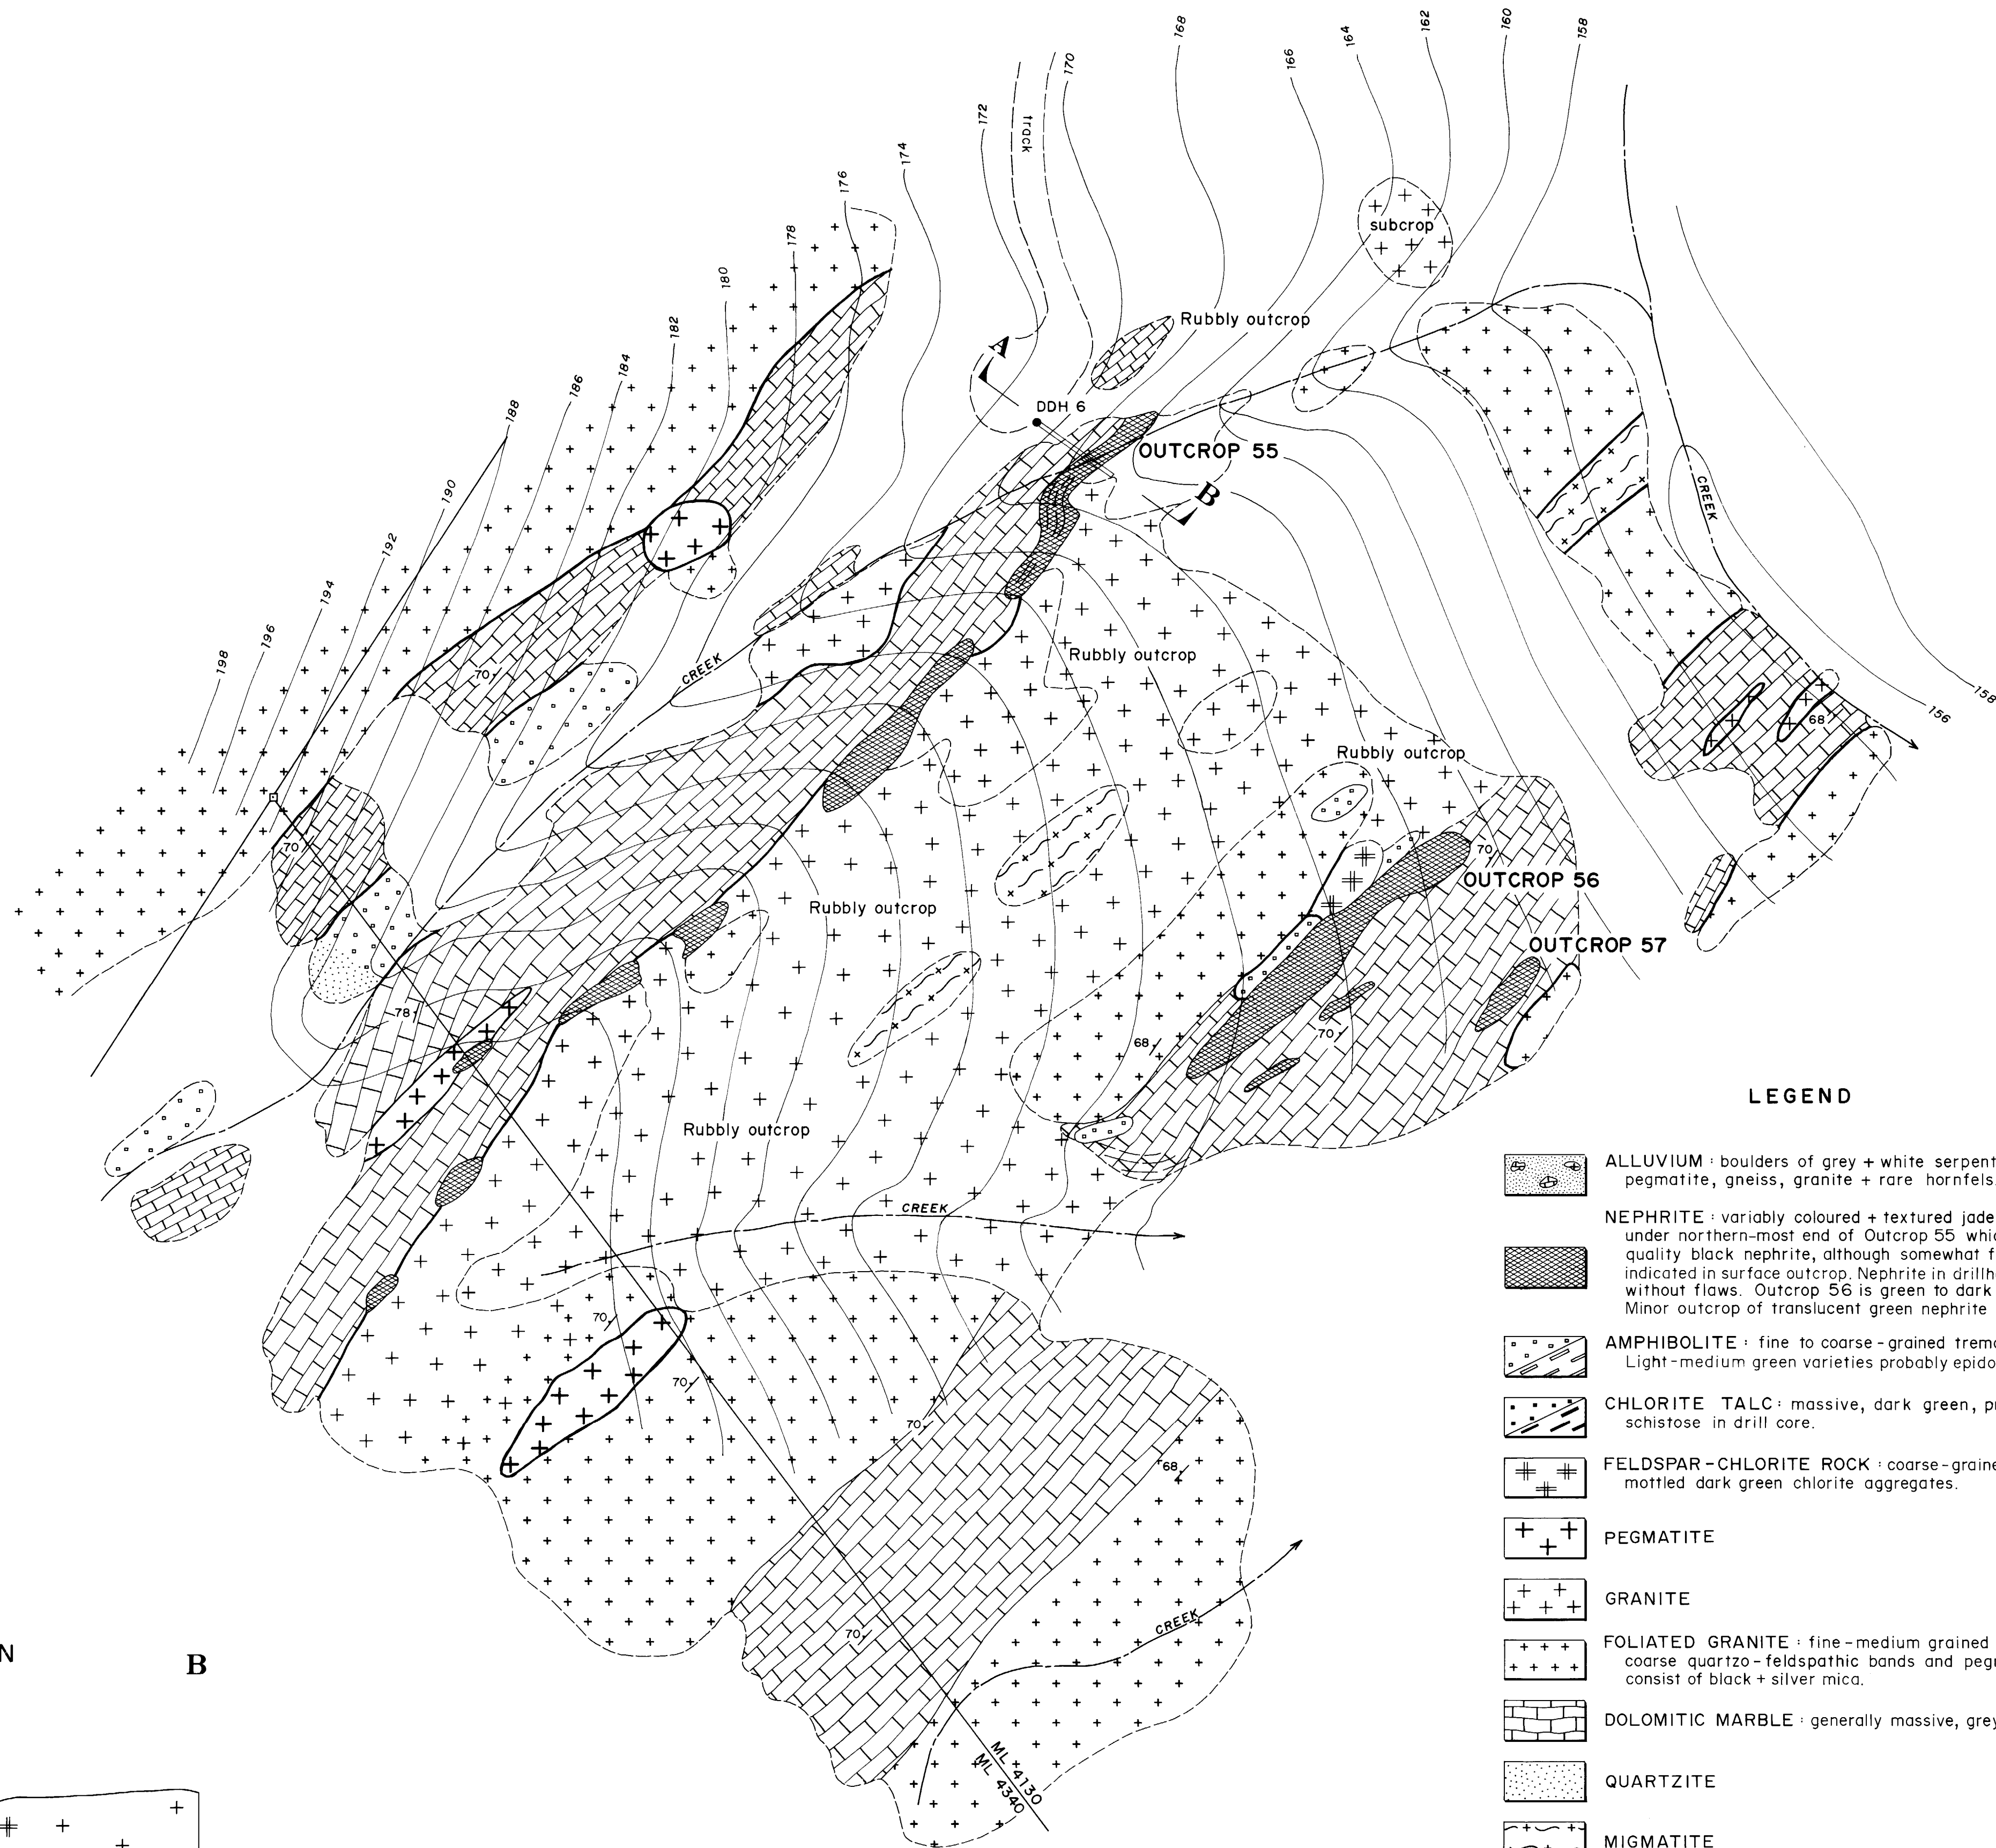 168
166
164
162
160
158
170
172
track
174
176
178
180
182
184
186
188
190
192
194
196
198
subcrop
Rubbly outcrop
A
DDH 6
OUTCROP 55
B
CREEK
CREEK
70
Rubbly outcrop
68
158
156
Rubbly outcrop
70
70
OUTCROP 56
Rubbly outcrop
OUTCROP 57
78
70
68
Rubbly outcrop
CREEK
70
70
70
68
CREEK
70
ML 4130
ML 4340
N
B
LEGEND
ALLUVIUM : boulders of grey + white serpent
pegmatite, gneiss, granite + rare hornfels
NEPHRITE : variably coloured + textured jade
under northern-most end of Outcrop 55 whic
quality black nephrite, although somewhat f
indicated in surface outcrop. Nephrite in drillh
without flaws. Outcrop 56 is green to dark
Minor outcrop of translucent green nephrite
AMPHIBOLITE : fine to coarse-grained tremo
Light-medium green varieties probably epido
CHLORITE TALC : massive, dark green, p
schistose in drill core.
FELDSPAR-CHLORITE ROCK : coarse-graine
mottled dark green chlorite aggregates.
PEGMATITE
GRANITE
FOLIATED GRANITE : fine-medium grained
coarse quartzo-feldspathic bands and pegm
consist of black + silver mica.
DOLOMITIC MARBLE : generally massive, grey
QUARTZITE
MIGMATITE